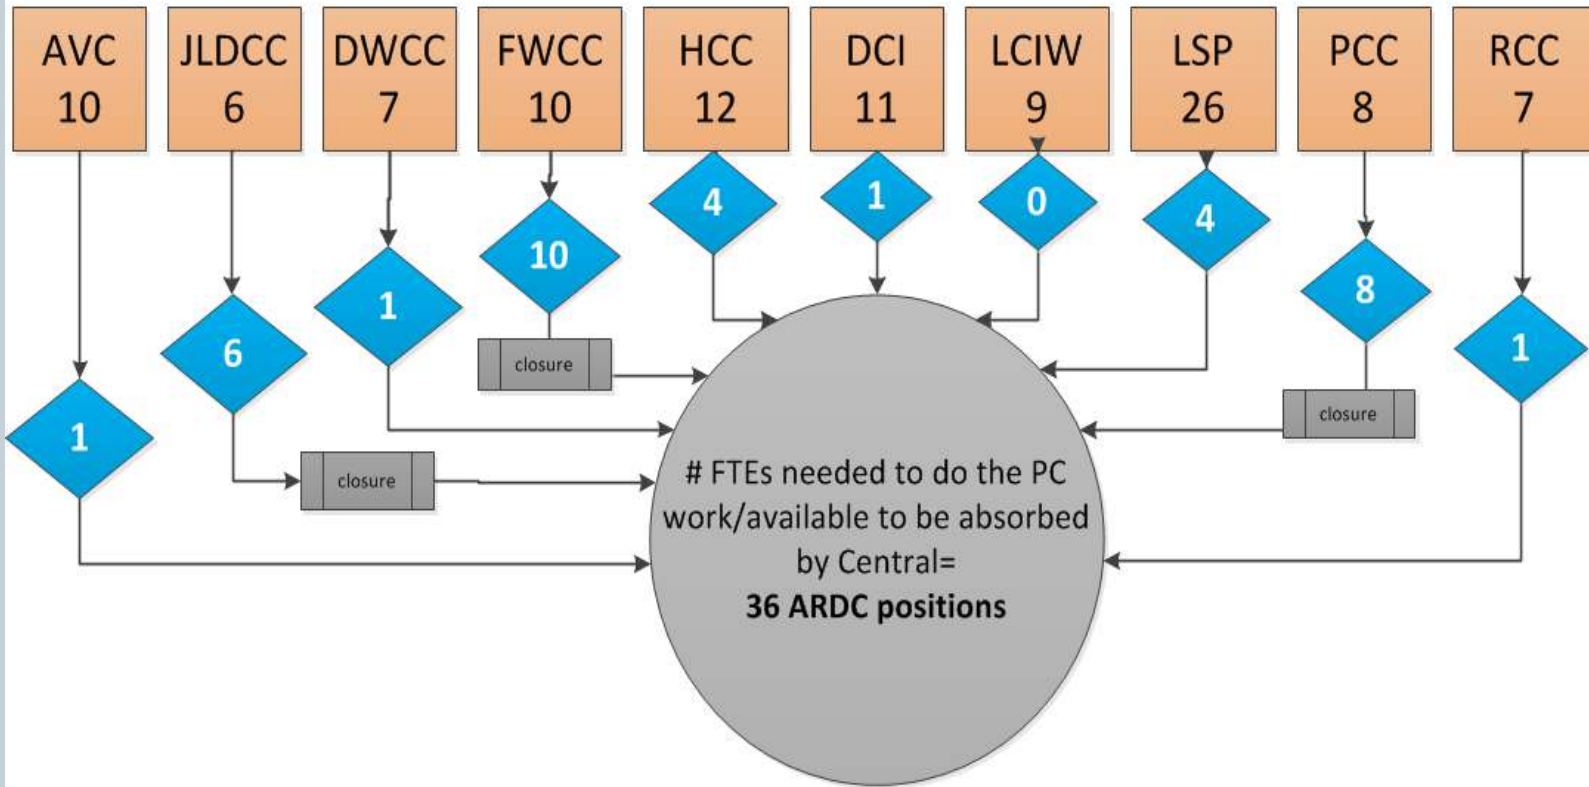 AVC
10
JLDCC
6
DWCC
7
FWCC
10
HCC
12
DCI
11
LCIW
9
LSP
26
PCC
8
RCC
7
4
1
0
4
10
8
1
6
1
1
closure
closure
closure
# FTEs needed to do the PC
work/available to be absorbed
by Central=
36 ARDC positions